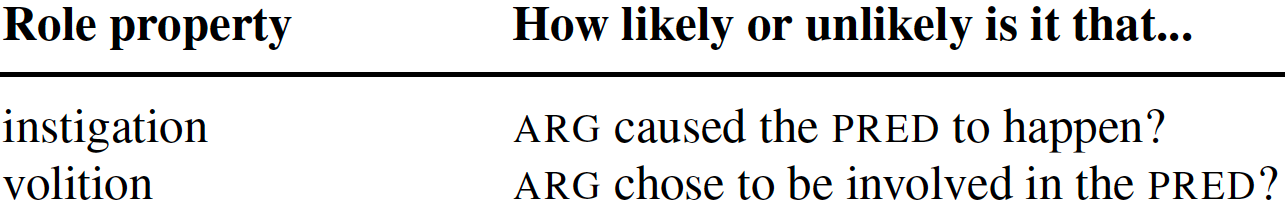 Role property How likely or unlikely is it that...
instigation ARG caused the PRED to happen?
volition ARG chose to be involved in the PRED?